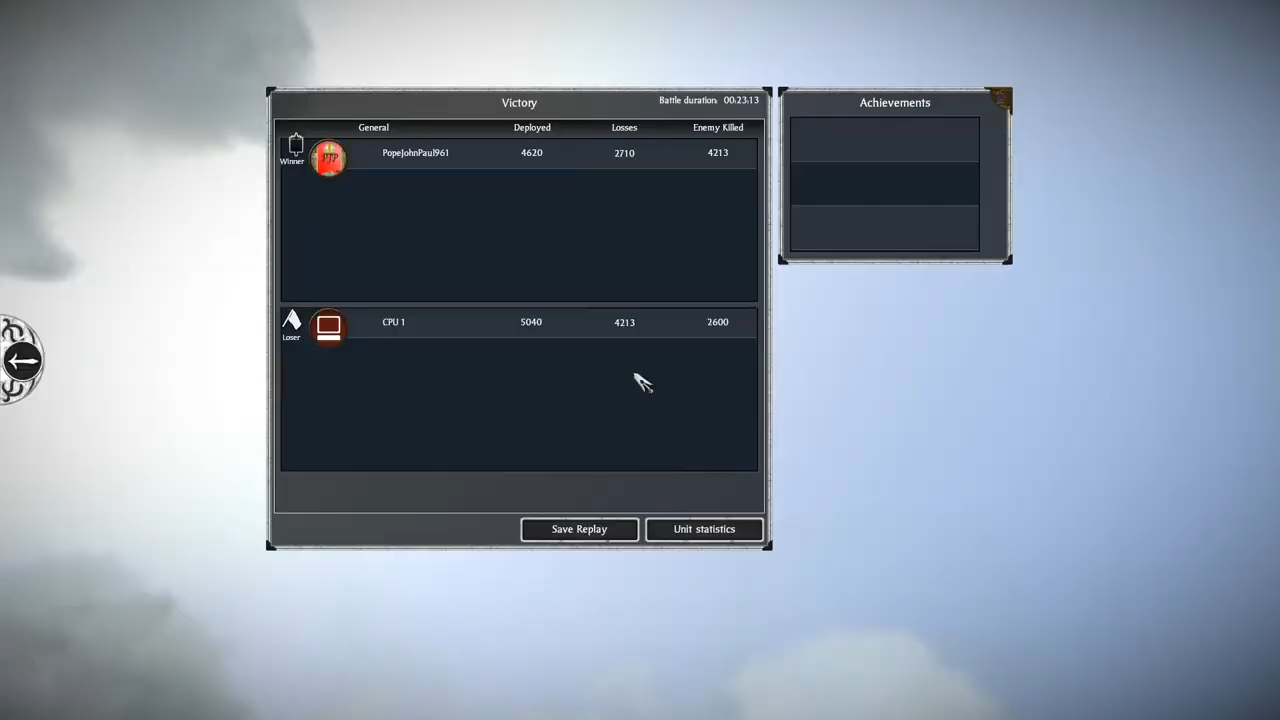 Victory
Battle duration: 00:23:13
General Deployed Losses Enemy Killed
Winner
PopeJohnPaul961 4620 2710 4213
Loser
CPU 1 5040 4213 2600
Save Replay
Unit statistics
Achievements